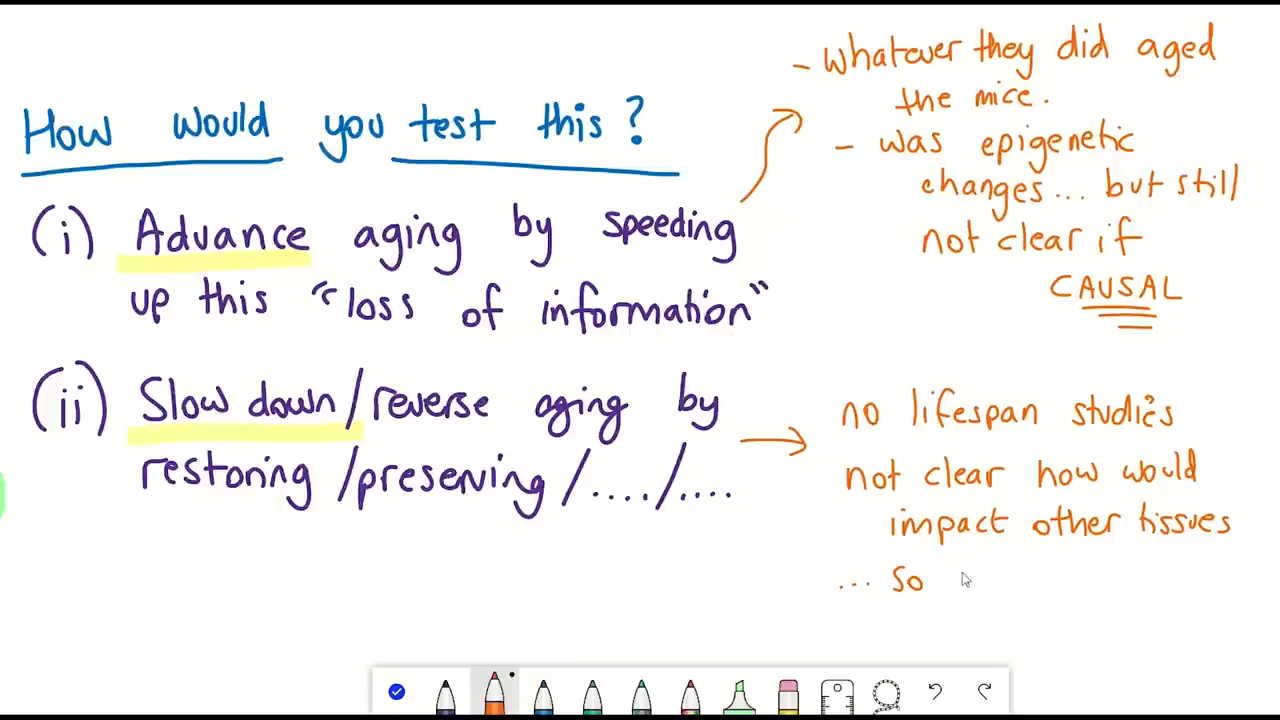 How would you test this?
(i) Advance aging by speeding
up this "loss of information"
(ii) Slow down/reverse aging by
restoring/preserving/..../....
- whatever they did aged
the mice.
- was epigenetic
changes... but still
not clear if
CAUSAL
no lifespan studies
not clear how would
impact other tissues
... so